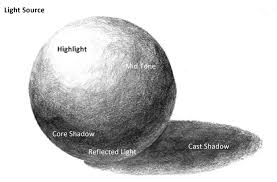 Light Source
Highlight
Mid Tone
Core Shadow
Reflected Light
Cast Shadow